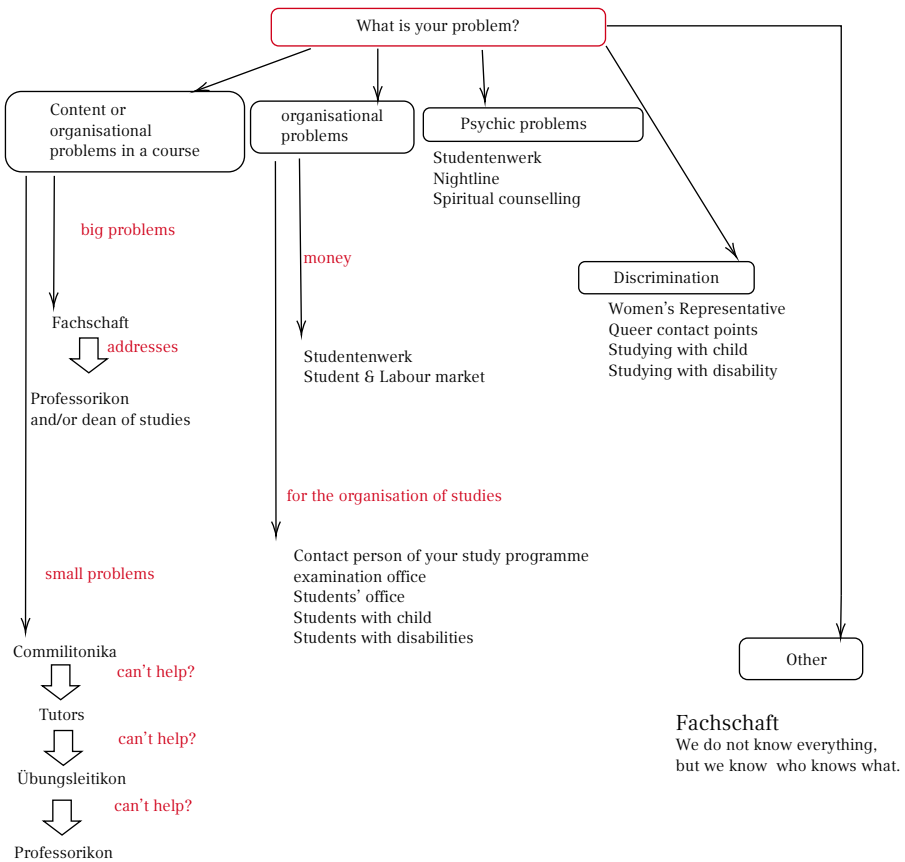 What is your problem?
Content or
organisational
problems in a course
organisational
problems
Psychic problems
Studentenwerk
Nightline
Spiritual counselling
big problems
Fachschaft
addresses
Professorikon
and/or dean of studies
small problems
Commilitonika
can't help?
Tutors
can't help?
Übungsleitikon
can't help?
Professorikon
money
Studentenwerk
Student & Labour market
for the organisation of studies
Contact person of your study programme
examination office
Students' office
Students with child
Students with disabilities
Discrimination
Women's Representative
Queer contact points
Studying with child
Studying with disability
Other
Fachschaft
We do not know everything,
but we know who knows what.